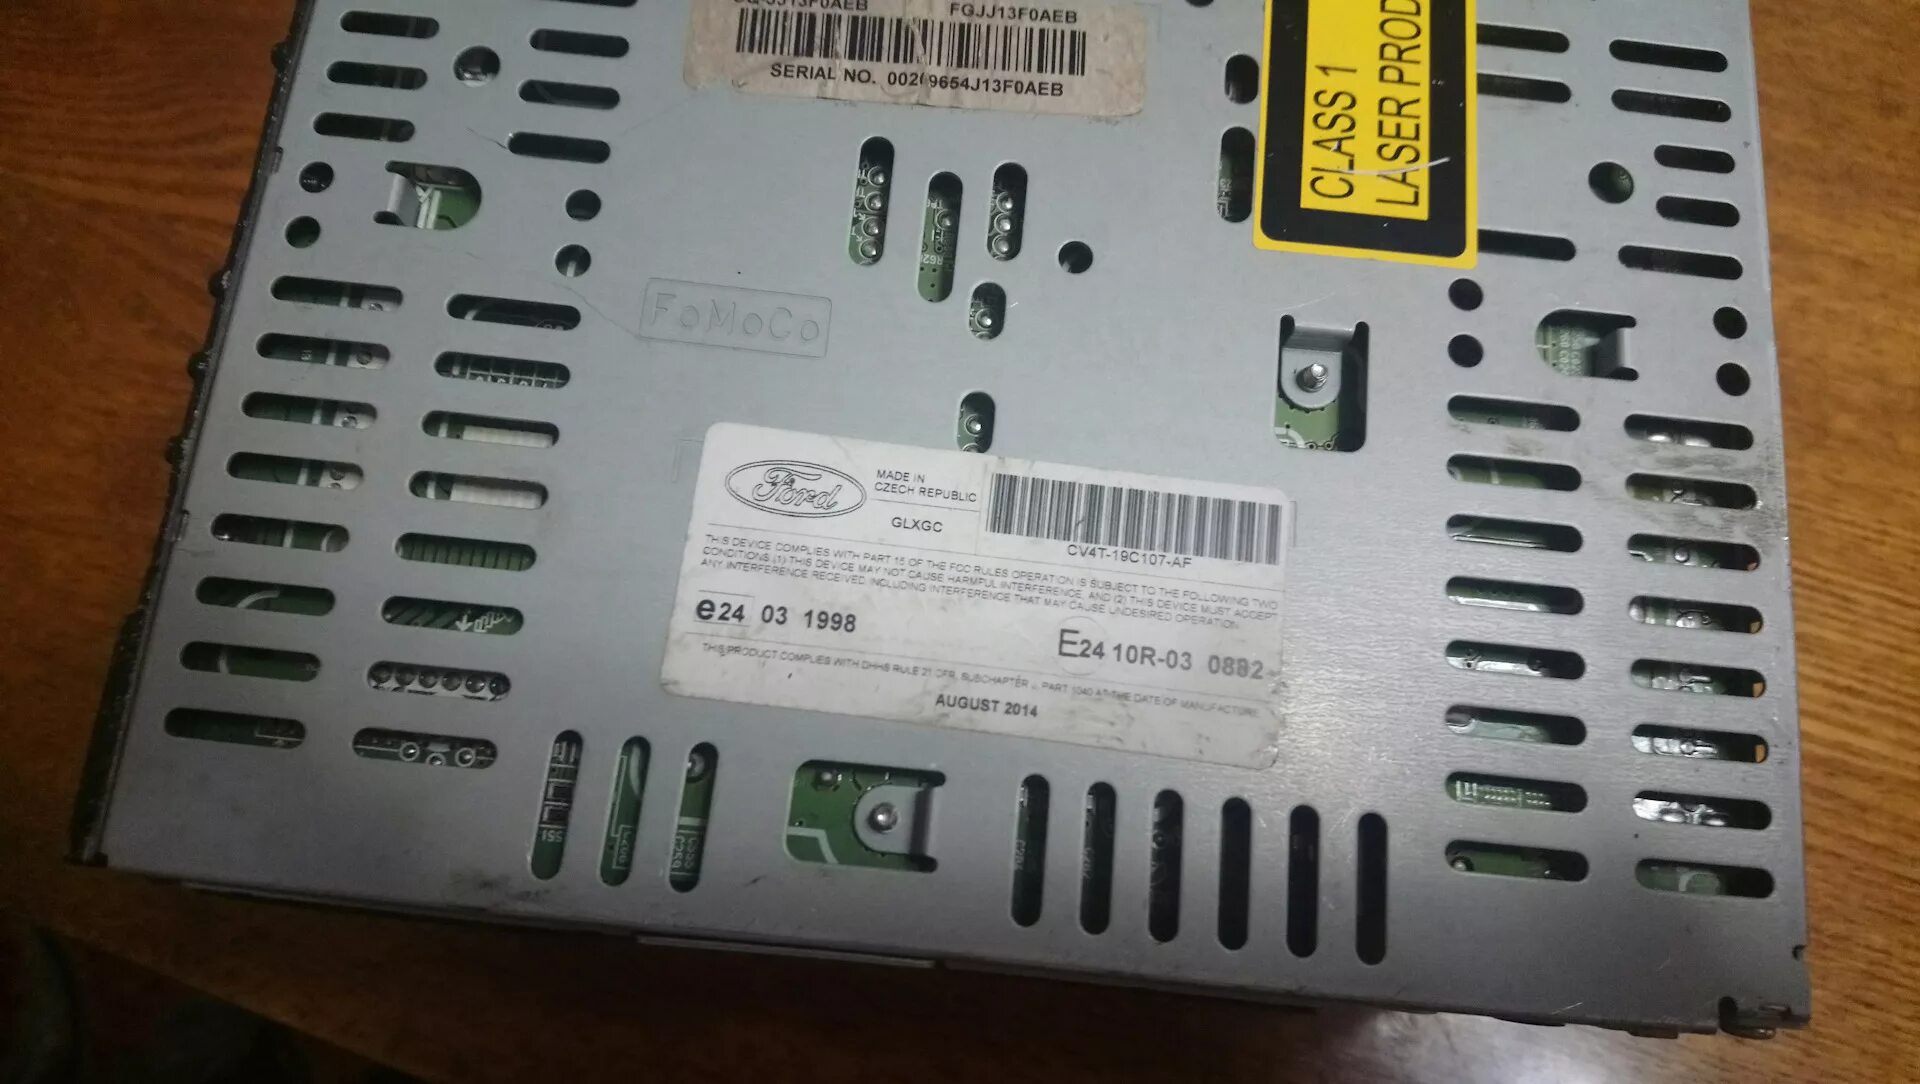 FGJJ13F0AEB
SERIAL NO. 00209654J13F0AEB
CLASS 1
LASER PROD
FoMoCo
Ford
MADE IN
CZECH REPUBLIC
GLXGC
CV4T-19C107-AF
THIS DEVICE COMPLIES WITH PART 15 OF THE FCC RULES OPERATION IS SUBJECT TO THE FOLLOWING TWO
CONDITIONS (1) THIS DEVICE MAY NOT CAUSE HARMFUL INTERFERENCE, AND (2) THIS DEVICE MUST ACCEPT
ANY INTERFERENCE RECEIVED, INCLUDING INTERFERENCE THAT MAY CAUSE UNDESIRED OPERATION.
e24 03 1998
E24 10R-03 0882
THIS PRODUCT COMPLIES WITH DHHS RULE 21 CFR, SUBCHAPTER J, PART 1040 AT THE DATE OF MANUFACTURE
AUGUST 2014